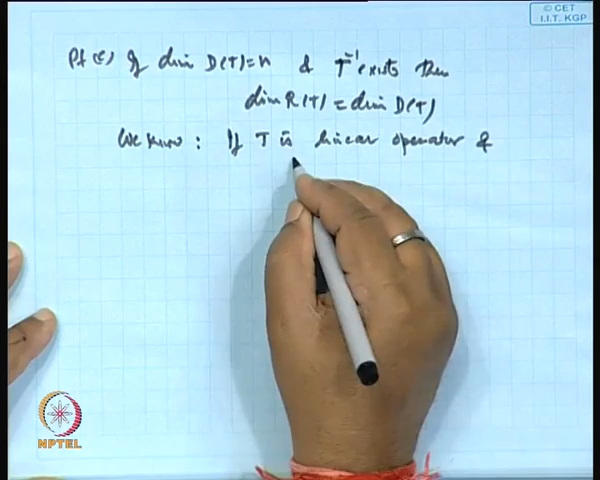 © CET
I.I.T. KGP
Pf (c) If dim D(T)=n & T⁻¹ exists then
dim R(T) = dim D(T)
We know : If T is linear operator &
NPTEL